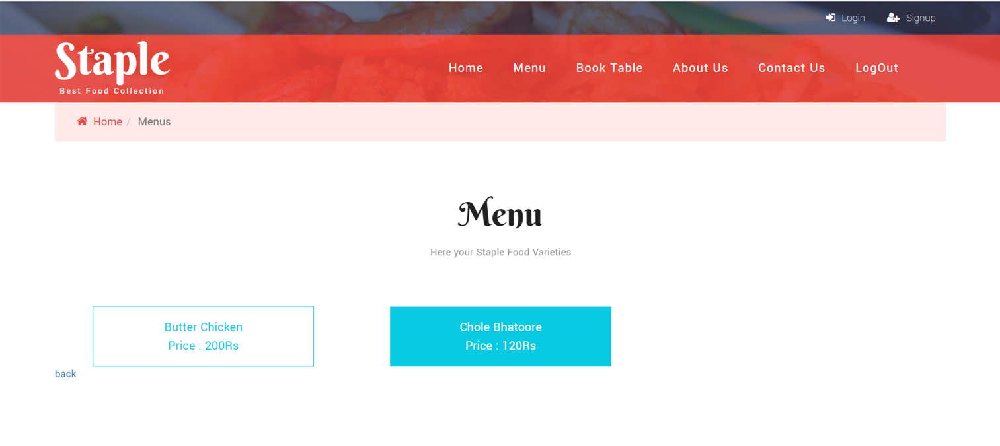 Login Signup
Staple
Best Food Collection
Home Menu Book Table About Us Contact Us LogOut
Home / Menus
Menu
Here your Staple Food Varieties
Butter Chicken
Price : 200Rs
Chole Bhatoore
Price : 120Rs
back